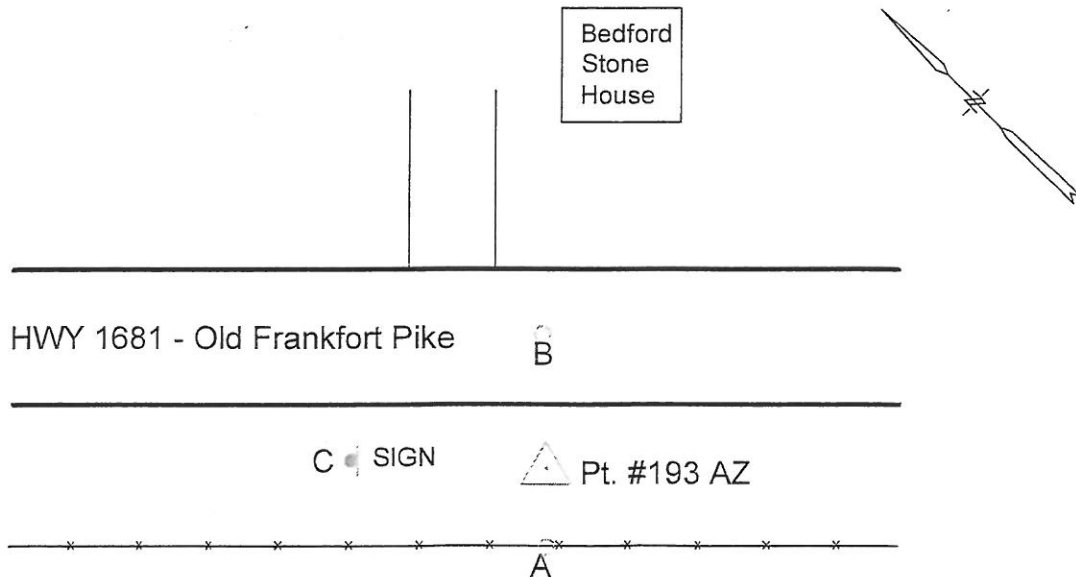 Bedford
Stone
House
HWY 1681 - Old Frankfort Pike
B
C SIGN
Pt. #193 AZ
A